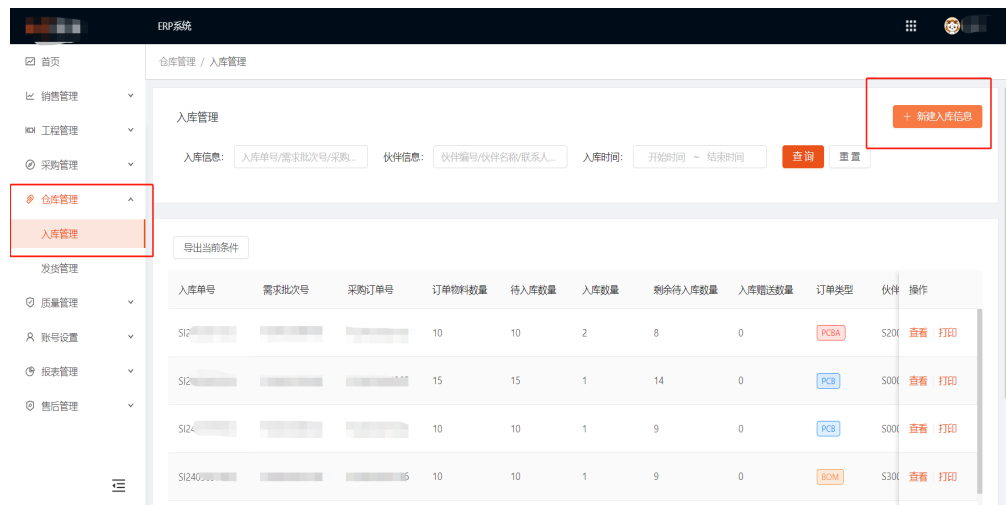 ERP系统
首页
仓库管理 / 入库管理
销售管理
工程管理
采购管理
仓库管理
入库管理
发货管理
质量管理
账号设置
报表管理
售后管理
入库管理
+ 新建入库信息
入库信息: 入库单号/需求批次号/采购... 伙伴信息: 伙伴编号/伙伴名称/联系人... 入库时间: 开始时间 ~ 结束时间 查询 重置
导出当前条件
入库单号 需求批次号 采购订单号 订单物料数量 待入库数量 入库数量 剩余待入库数量 入库赠送数量 订单类型 伙伴 操作
SI2 10 10 2 8 0 PCBA S200 查看 打印
SI2 15 15 1 14 0 PCB S000 查看 打印
SI24 10 10 1 9 0 PCB S000 查看 打印
SI240 10 10 1 9 0 BOM S300 查看 打印